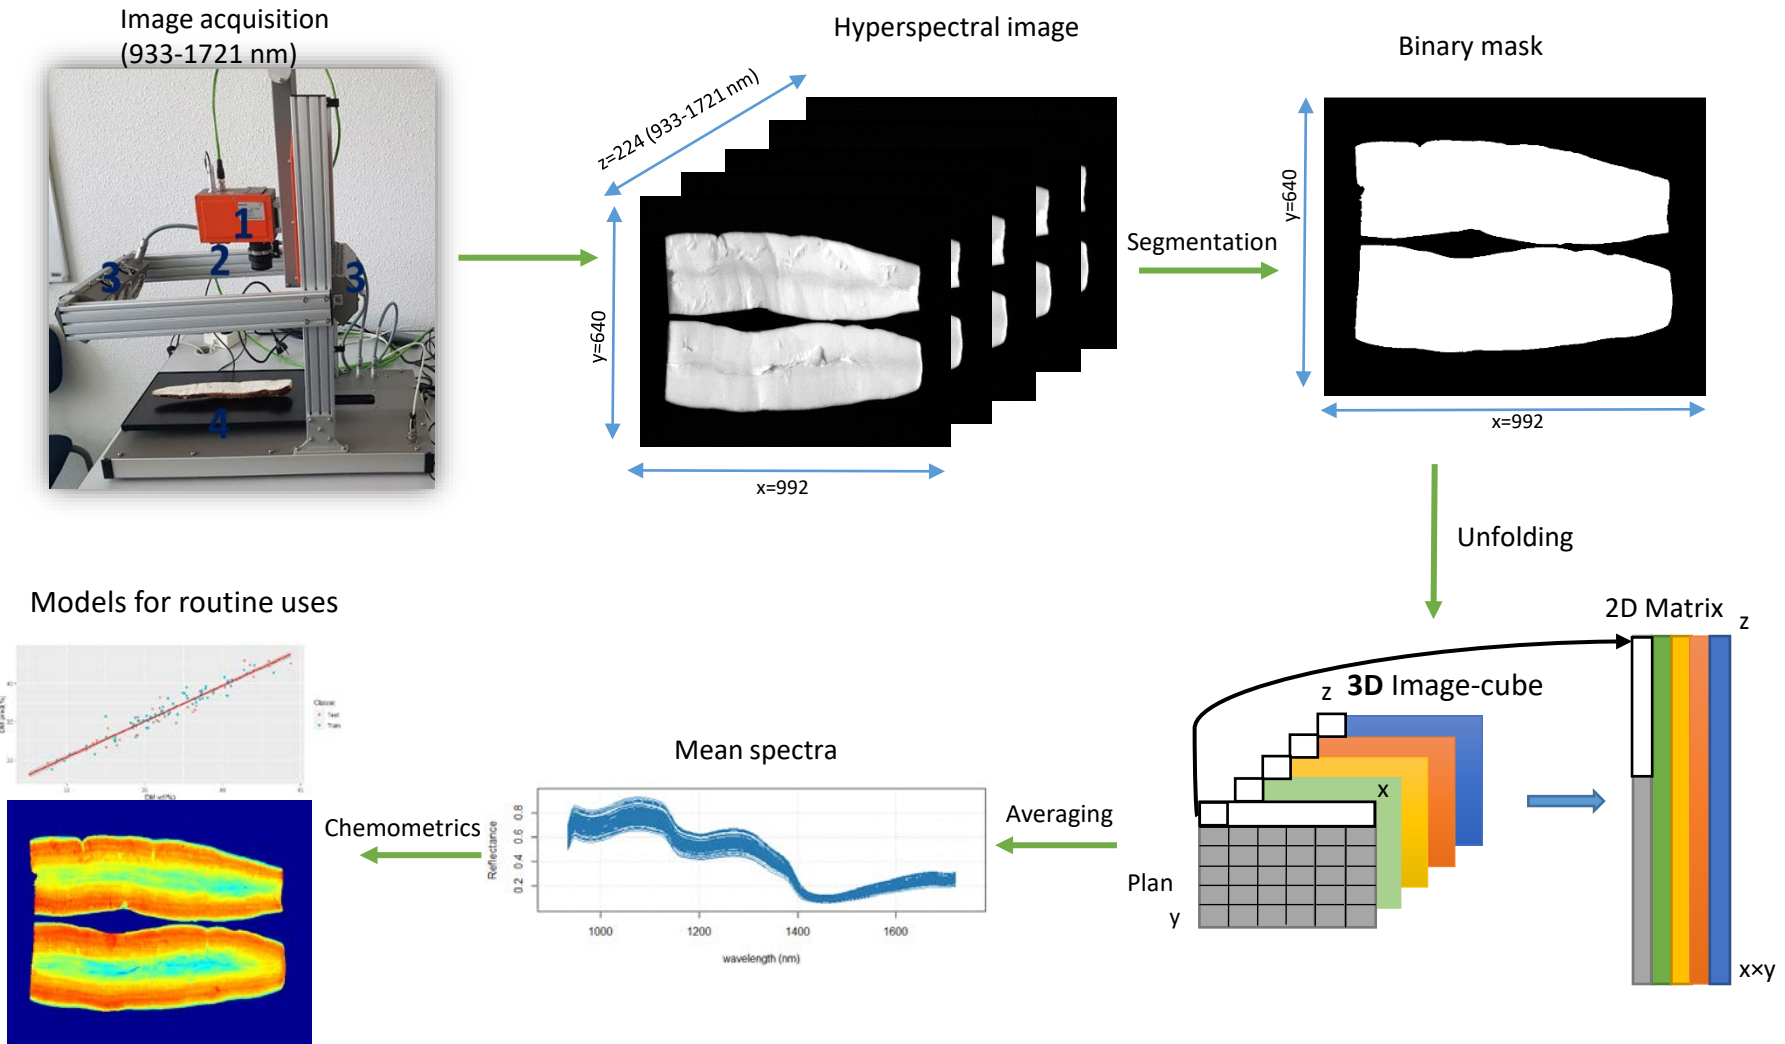 Image acquisition
(933-1721 nm)
1
2
3
3
4
Hyperspectral image
z=224 (933-1721 nm)
y=640
x=992
Segmentation
Binary mask
y=640
x=992
Unfolding
2D Matrix
z
x×y
3D Image-cube
z
x
Plan
y
Averaging
Mean spectra
Reflectance
0.8
0.6
0.4
0.2
1000
1200
1400
1600
wavelength (nm)
Chemometrics
Models for routine uses
Test
Train